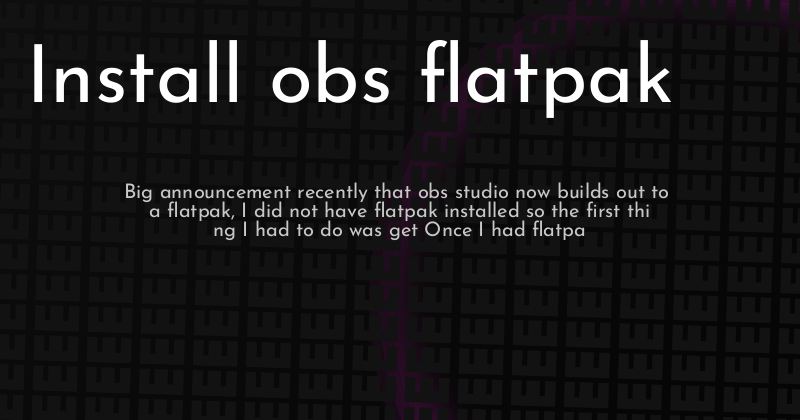 Install obs flatpak
Big announcement recently that obs studio now builds out to
a flatpak, I did not have flatpak installed so the first thi
ng I had to do was get Once I had flatpa